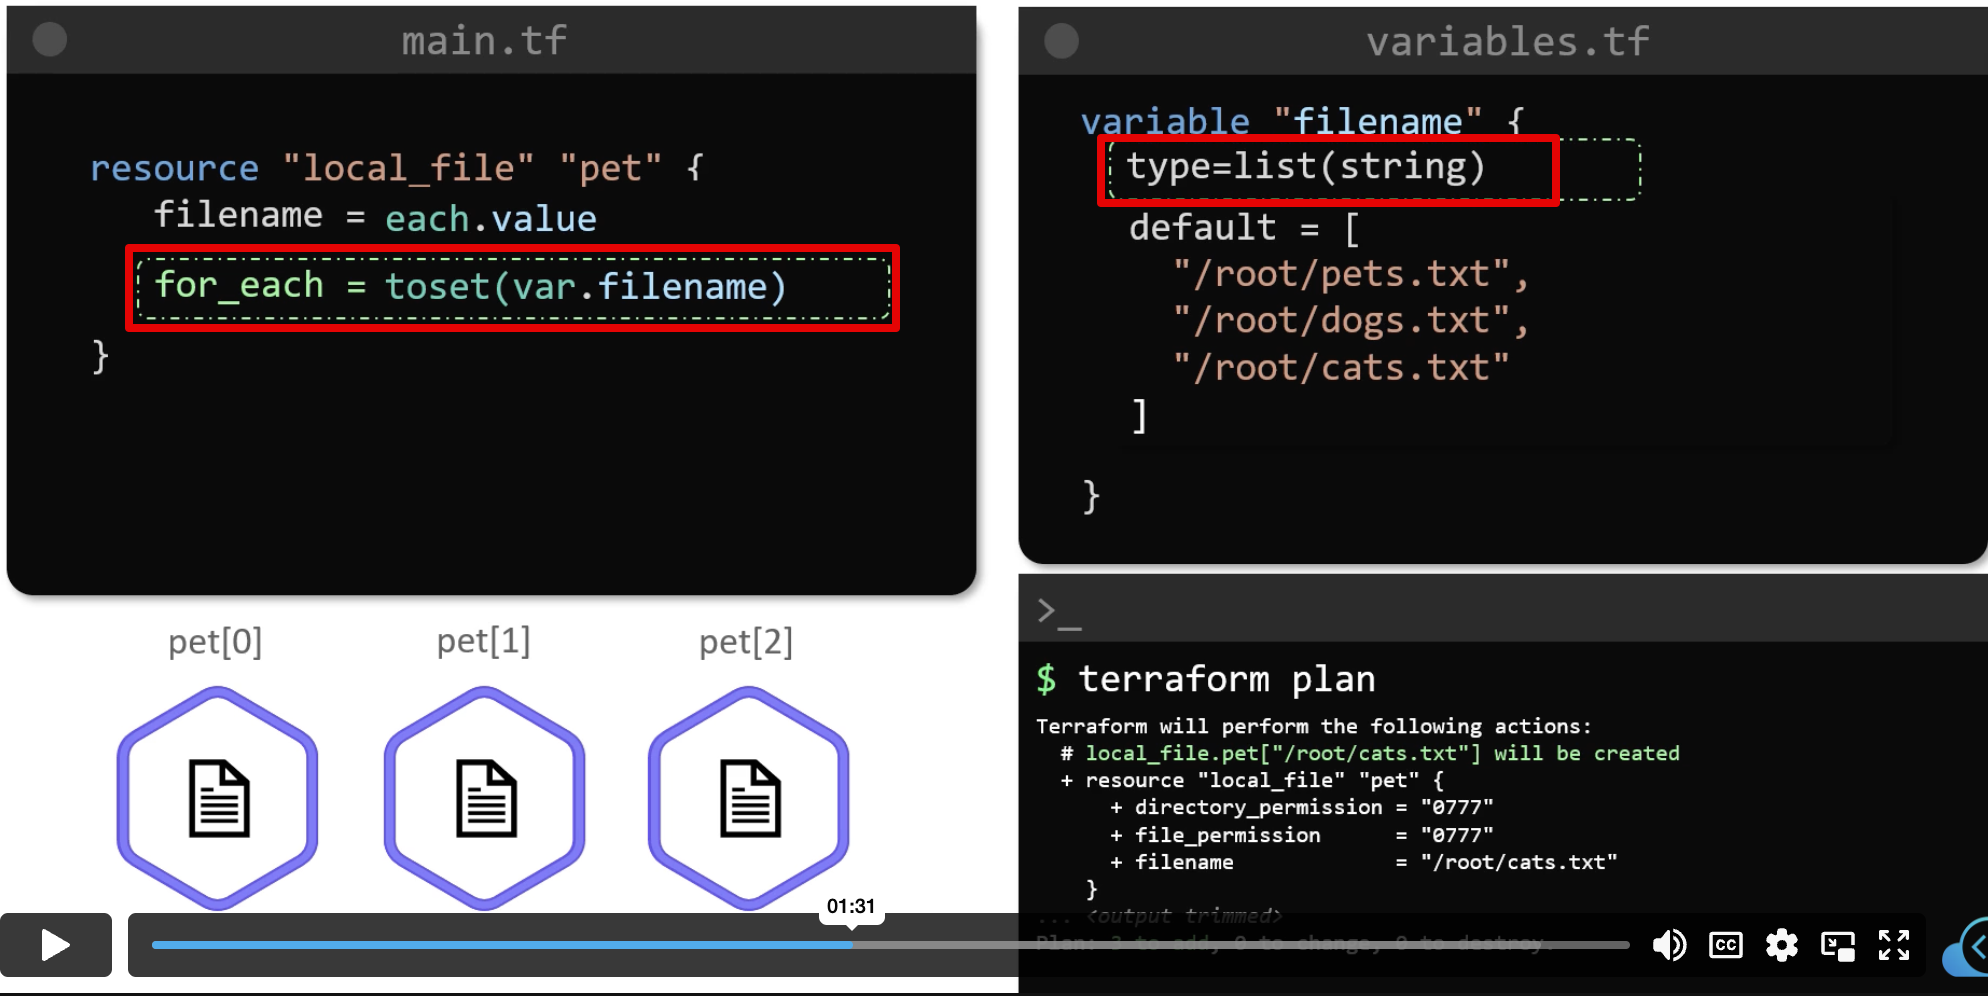 main.tf
resource "local_file" "pet" {
filename = each.value
for_each = toset(var.filename)
}
variables.tf
variable "filename" {
type=list(string)
default = [
"/root/pets.txt",
"/root/dogs.txt",
"/root/cats.txt"
]
}
pet[0] pet[1] pet[2]
>_
$ terraform plan
Terraform will perform the following actions:
# local_file.pet["/root/cats.txt"] will be created
+ resource "local_file" "pet" {
+ directory_permission = "0777"
+ file_permission = "0777"
+ filename = "/root/cats.txt"
}
... <output trimmed>
Plan: 3 to add, 0 to change, 0 to destroy.
01:31
CC